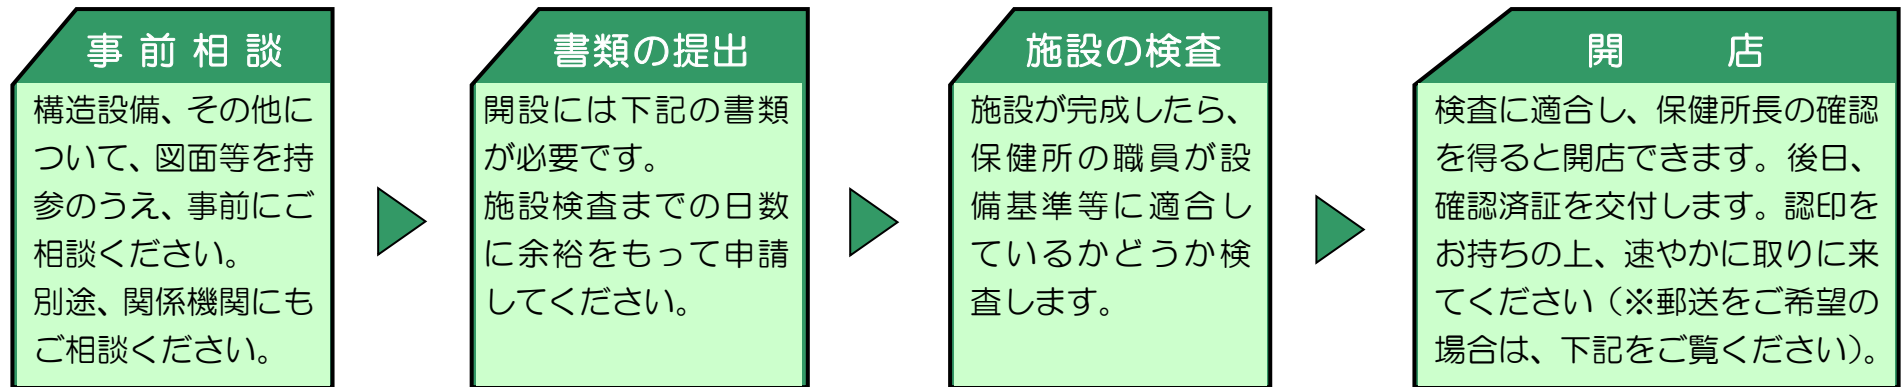 事前相談
構造設備、その他に
ついて、図面等を持
参のうえ、事前にご
相談ください。
別途、関係機関にも
ご相談ください。
書類の提出
開設には下記の書類
が必要です。
施設検査までの日数
に余裕をもって申請
してください。
施設の検査
施設が完成したら、
保健所の職員が設
備基準等に適合し
ているかどうか検
査します。
開店
検査に適合し、保健所長の確認
を得ると開店できます。後日、
確認済証を交付します。認印を
お持ちの上、速やかに取りに来
てください（※郵送をご希望の
場合は、下記をご覧ください）。